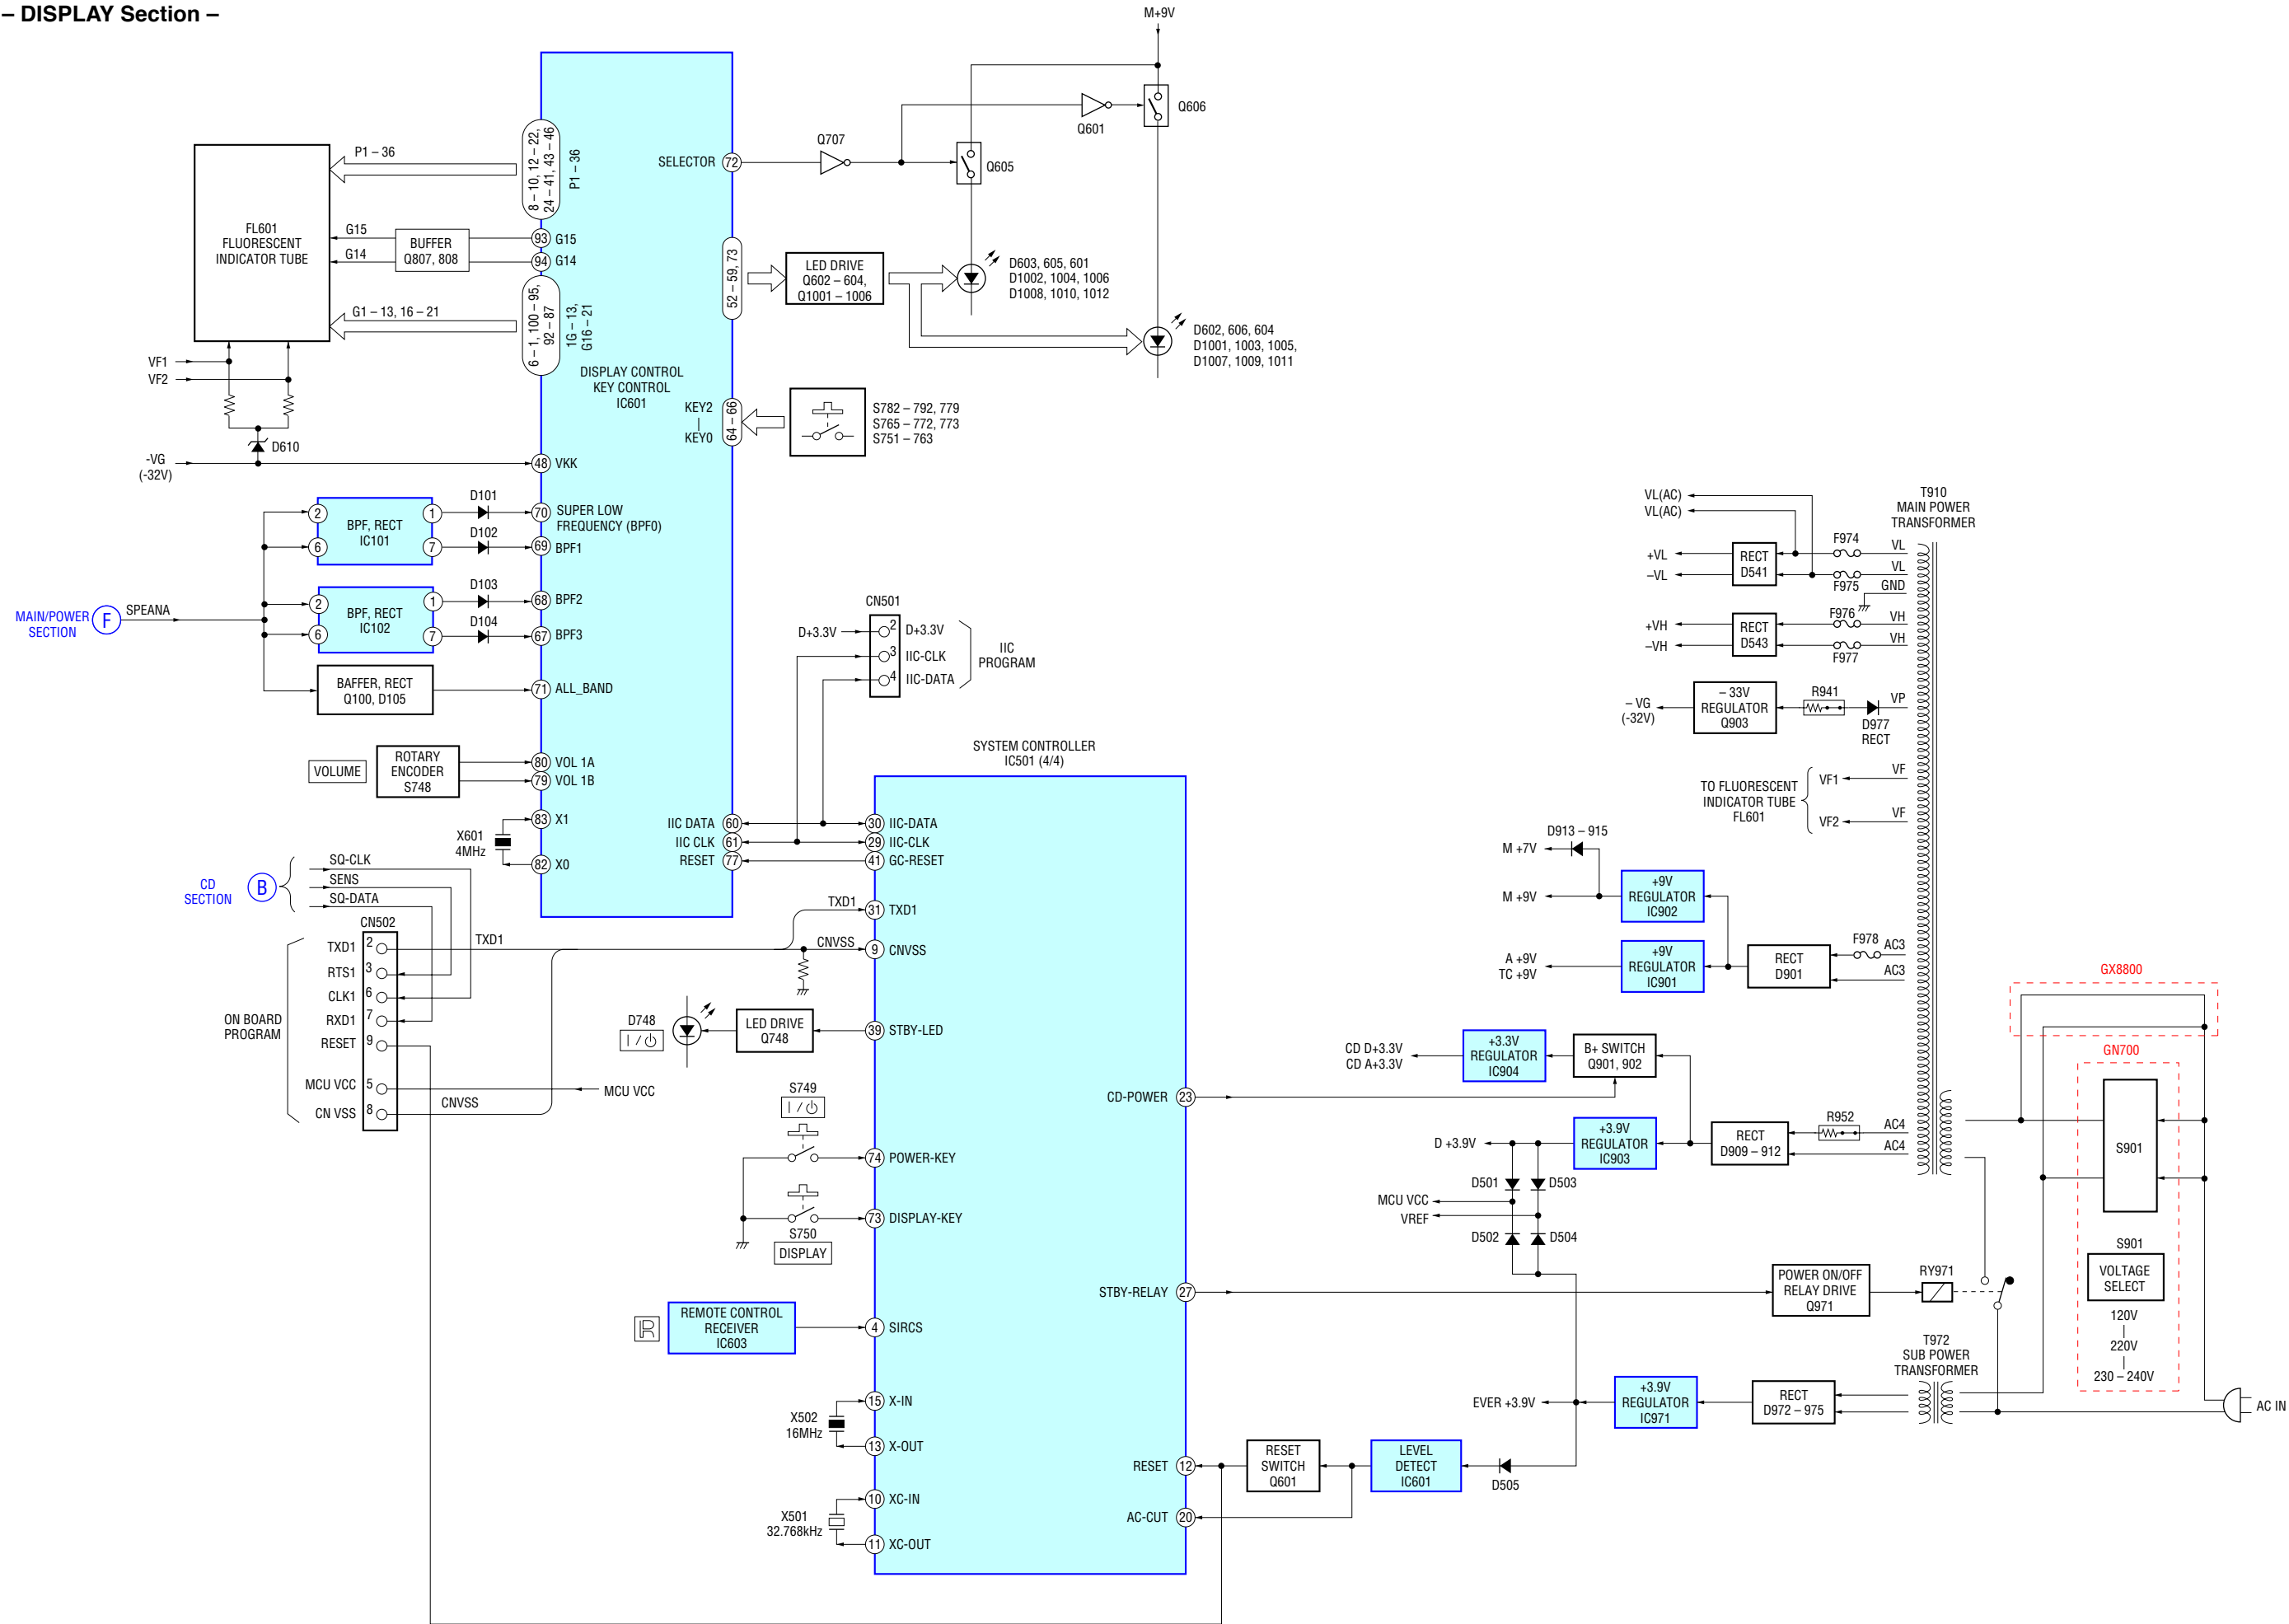 – DISPLAY Section –
M+9V
Q606
Q601
Q707
Q605
SELECTOR 72
8 – 10, 12 – 22,
24 – 41, 43 – 46
P1 – 36
P1 – 36
FL601
FLUORESCENT
INDICATOR TUBE
G15
G14
BUFFER
Q807, 808
93 G15
94 G14
G1 – 13, 16 – 21
6 – 1, 100 – 95,
92 – 87
1G – 13,
G16 – 21
52 – 59, 73
LED DRIVE
Q602 – 604,
Q1001 – 1006
D603, 605, 601
D1002, 1004, 1006
D1008, 1010, 1012
D602, 606, 604
D1001, 1003, 1005,
D1007, 1009, 1011
VF1
VF2
DISPLAY CONTROL
KEY CONTROL
IC601
KEY2
|
KEY0
64 – 66
S782 – 792, 779
S765 – 772, 773
S751 – 763
D610
-VG
(-32V)
48 VKK
2
6
BPF, RECT
IC101
1
7
D101
D102
70 SUPER LOW
FREQUENCY (BPF0)
69 BPF1
2
6
BPF, RECT
IC102
1
7
D103
D104
68 BPF2
67 BPF3
MAIN/POWER
SECTION
F
SPEANA
BAFFER, RECT
Q100, D105
71 ALL_BAND
VOLUME
ROTARY
ENCODER
S748
80 VOL 1A
79 VOL 1B
X601
4MHz
83 X1
82 X0
CN501
D+3.3V
2 D+3.3V
3 IIC-CLK
4 IIC-DATA
IIC
PROGRAM
SYSTEM CONTROLLER
IC501 (4/4)
IIC DATA 60
IIC CLK 61
RESET 77
30 IIC-DATA
29 IIC-CLK
41 GC-RESET
CD
SECTION
B
SQ-CLK
SENS
SQ-DATA
CN502
ON BOARD
PROGRAM
TXD1 2
RTS1 3
CLK1 6
RXD1 7
RESET 9
MCU VCC 5
CN VSS 8
TXD1
CNVSS
MCU VCC
TXD1
31 TXD1
CNVSS
9 CNVSS
D748
I / ⏻
LED DRIVE
Q748
39 STBY-LED
S749
I / ⏻
74 POWER-KEY
73 DISPLAY-KEY
S750
DISPLAY
R
REMOTE CONTROL
RECEIVER
IC603
4 SIRCS
X502
16MHz
15 X-IN
13 X-OUT
X501
32.768kHz
10 XC-IN
11 XC-OUT
CD-POWER 23
STBY-RELAY 27
RESET 12
AC-CUT 20
RESET
SWITCH
Q601
LEVEL
DETECT
IC601
D505
T910
MAIN POWER
TRANSFORMER
VL(AC)
VL(AC)
+VL
–VL
RECT
D541
F974
F975
VL
VL
GND
+VH
–VH
RECT
D543
F976
F977
VH
VH
– VG
(-32V)
– 33V
REGULATOR
Q903
R941
D977
RECT
VP
TO FLUORESCENT
INDICATOR TUBE
FL601
VF1
VF2
VF
VF
D913 – 915
M +7V
M +9V
+9V
REGULATOR
IC902
A +9V
TC +9V
+9V
REGULATOR
IC901
RECT
D901
F978
AC3
AC3
CD D+3.3V
CD A+3.3V
+3.3V
REGULATOR
IC904
B+ SWITCH
Q901, 902
D +3.9V
+3.9V
REGULATOR
IC903
RECT
D909 – 912
R952
AC4
AC4
D501
D503
MCU VCC
VREF
D502
D504
POWER ON/OFF
RELAY DRIVE
Q971
RY971
T972
SUB POWER
TRANSFORMER
EVER +3.9V
+3.9V
REGULATOR
IC971
RECT
D972 – 975
GX8800
GN700
S901
S901
VOLTAGE
SELECT
120V
|
220V
|
230 – 240V
AC IN